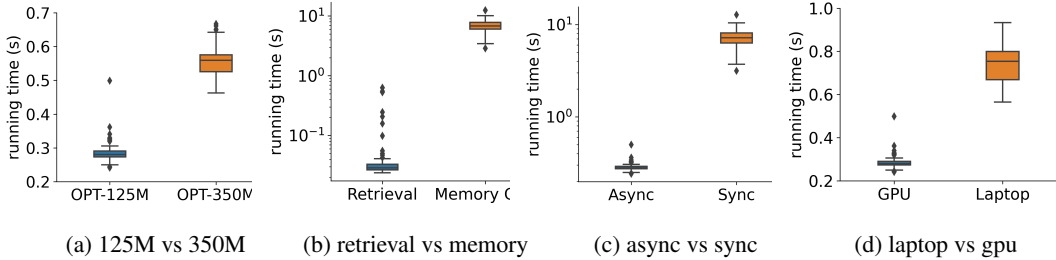 running time (s)
0.7
0.6
0.5
0.4
0.3
0.2
OPT-125M
OPT-350M
(a) 125M vs 350M
running time (s)
10¹
10⁰
10⁻¹
Retrieval
Memory
(b) retrieval vs memory
running time (s)
10¹
10⁰
Async
Sync
(c) async vs sync
running time (s)
1.0
0.8
0.6
0.4
0.2
GPU
Laptop
(d) laptop vs gpu